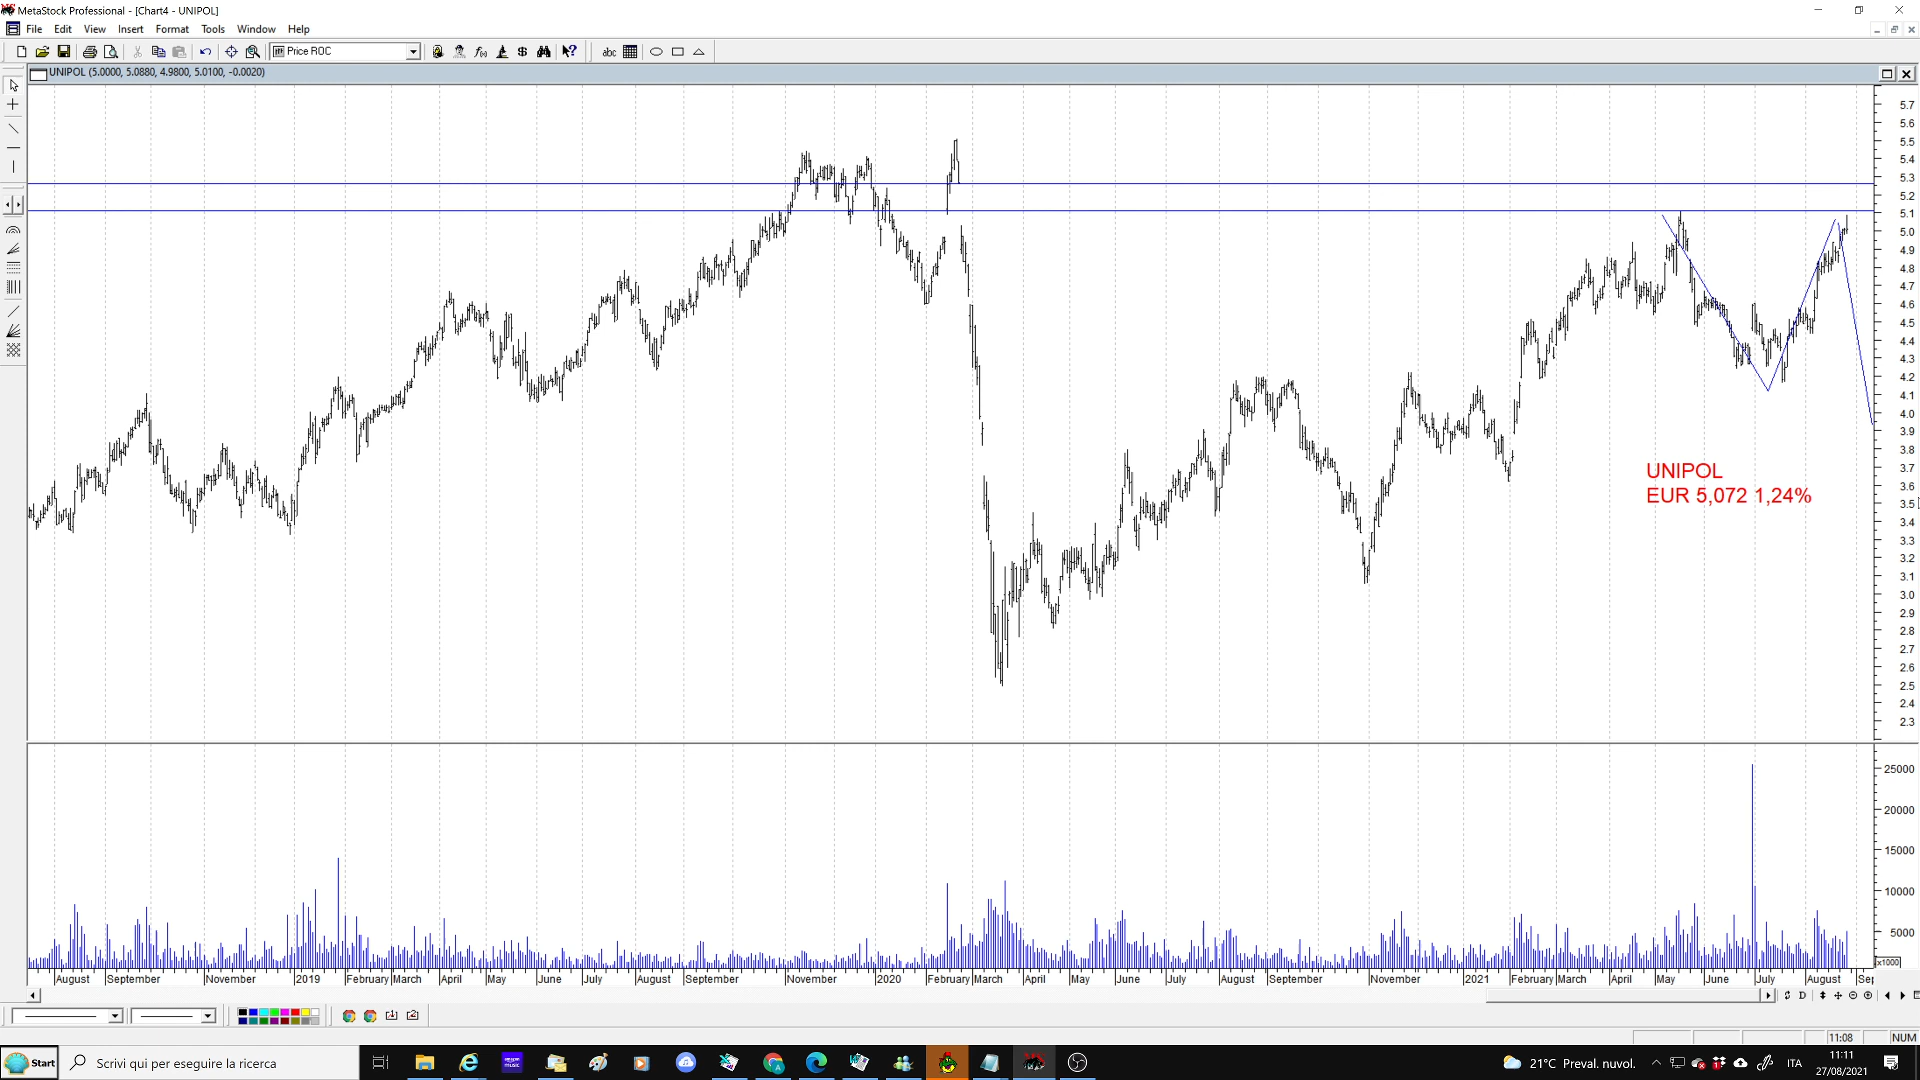 MetaStock Professional - [Chart4 - UNIPOL]
File Edit View Insert Format Tools Window Help
Price ROC
abc
UNIPOL (5.0000, 5.0880, 4.9800, 5.0100, -0.0020)
5.7
5.6
5.5
5.4
5.3
5.2
5.1
5.0
4.9
4.8
4.7
4.6
4.5
4.4
4.3
4.2
4.1
4.0
3.9
3.8
3.7
3.6
3.5
3.4
3.3
3.2
3.1
3.0
2.9
2.8
2.7
2.6
2.5
2.4
2.3
UNIPOL
EUR 5,072 1,24%
25000
20000
15000
10000
5000
x1000
August September November 2019 February March April May June July August September November 2020 February March April May June July August September November 2021 February March April May June July August Sep
D
11:08 NUM
Start
Scrivi qui per eseguire la ricerca
21°C Preval. nuvol.
ITA
11:11
27/08/2021